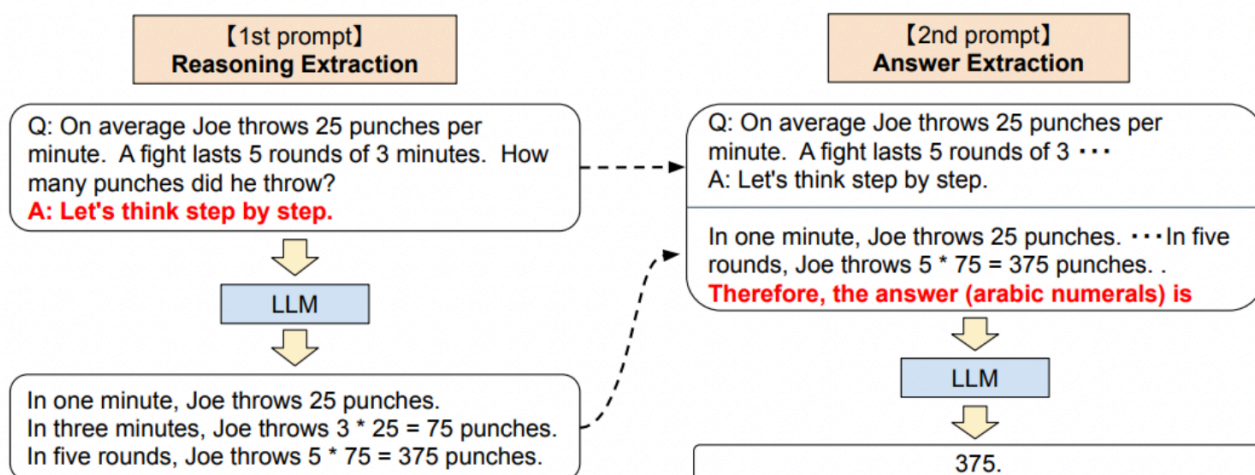 【1st prompt】
Reasoning Extraction
Q: On average Joe throws 25 punches per
minute.  A fight lasts 5 rounds of 3 minutes.  How
many punches did he throw?
A: Let's think step by step.
LLM
In one minute, Joe throws 25 punches.
In three minutes, Joe throws 3 * 25 = 75 punches.
In five rounds, Joe throws 5 * 75 = 375 punches.
【2nd prompt】
Answer Extraction
Q: On average Joe throws 25 punches per
minute.  A fight lasts 5 rounds of 3 ･･･
A: Let's think step by step.
In one minute, Joe throws 25 punches.  ･･･In five
rounds, Joe throws 5 * 75 = 375 punches. .
Therefore, the answer (arabic numerals) is
LLM
375.